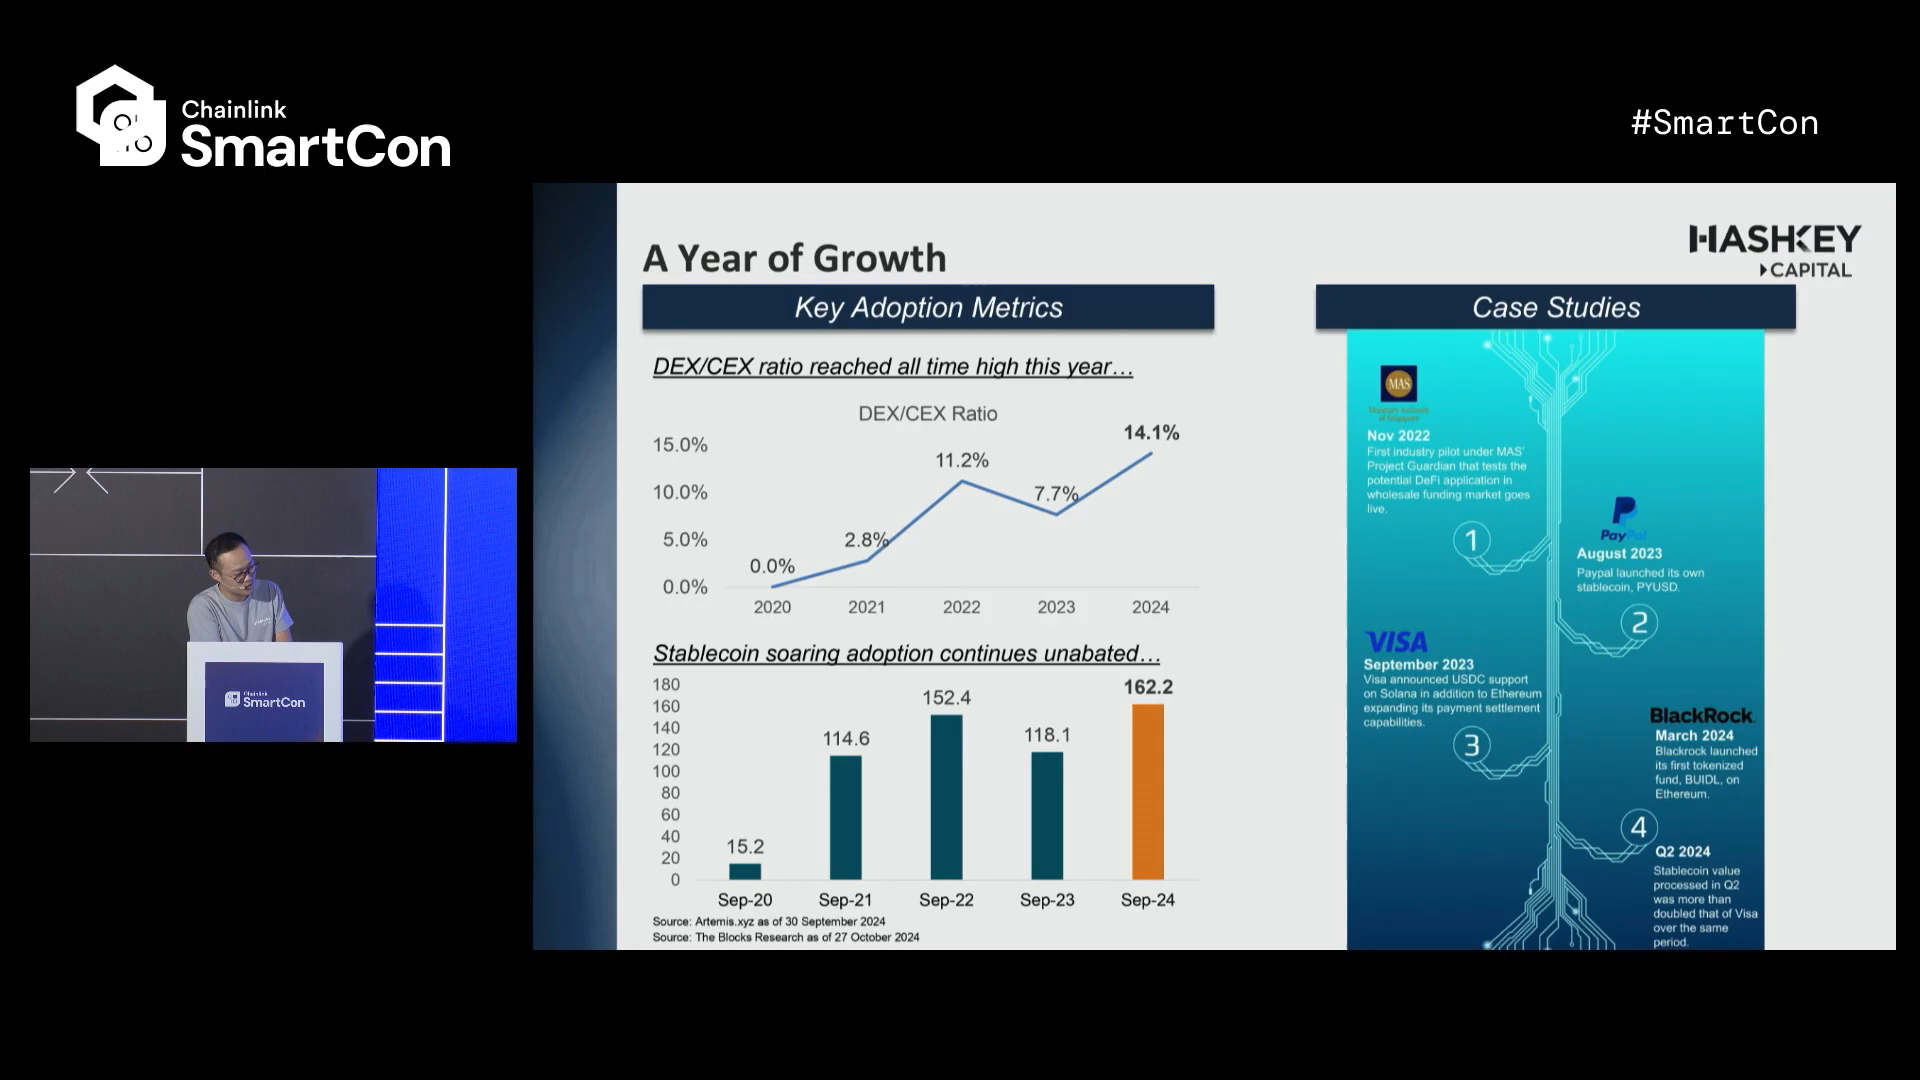 Chainlink
SmartCon
#SmartCon
Chainlink
SmartCon
A Year of Growth
HASHKEY
CAPITAL
Key Adoption Metrics
DEX/CEX ratio reached all time high this year…
DEX/CEX Ratio
15.0%
10.0%
5.0%
0.0%
0.0%
2.8%
11.2%
7.7%
14.1%
2020
2021
2022
2023
2024
Stablecoin soaring adoption continues unabated…
180
160
140
120
100
80
60
40
20
0
15.2
114.6
152.4
118.1
162.2
Sep-20
Sep-21
Sep-22
Sep-23
Sep-24
Source: Artemis.xyz as of 30 September 2024
Source: The Blocks Research as of 27 October 2024
Case Studies
MAS
Monetary Authority
of Singapore
Nov 2022
First industry pilot under MAS'
Project Guardian that tests the
potential DeFi application in
wholesale funding market goes
live.
1
PayPal
August 2023
Paypal launched its own
stablecoin, PYUSD.
2
VISA
September 2023
Visa announced USDC support
on Solana in addition to Ethereum
expanding its payment settlement
capabilities.
3
BlackRock.
March 2024
Blackrock launched
its first tokenized
fund, BUIDL, on
Ethereum.
4
Q2 2024
Stablecoin value
processed in Q2
was more than
doubled that of Visa
over the same
period.